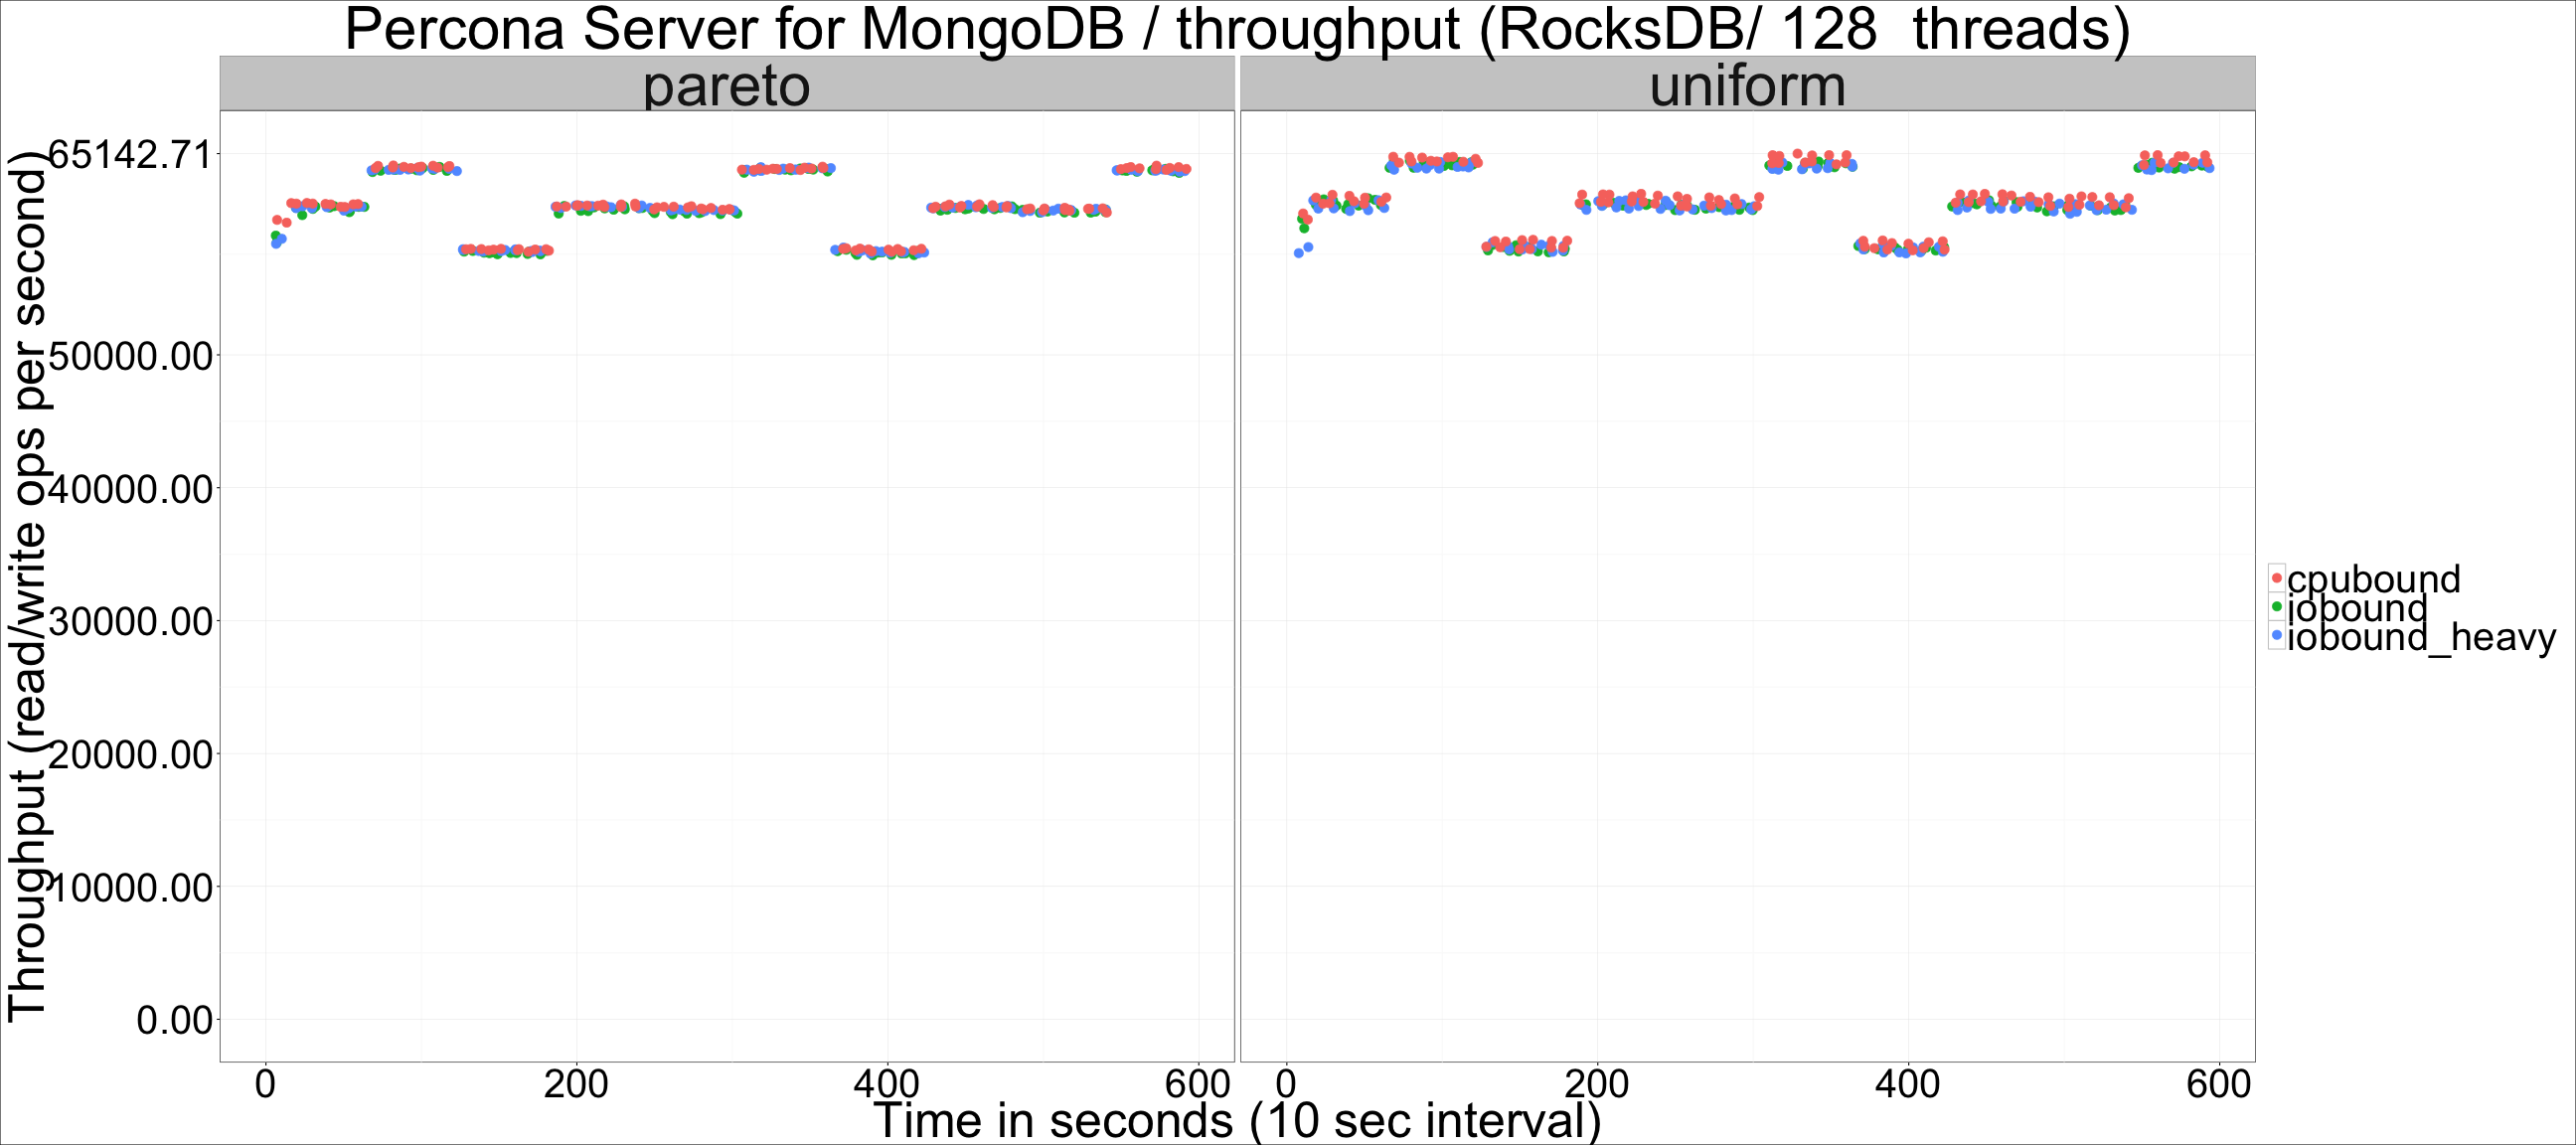 Percona Server for MongoDB / throughput (RocksDB/ 128  threads)
pareto
uniform
Throughput (read/write ops per second)
65142.71
50000.00
40000.00
30000.00
20000.00
10000.00
0.00
0 200 400 600
0 200 400 600
Time in seconds (10 sec interval)
cpubound
iobound
iobound_heavy